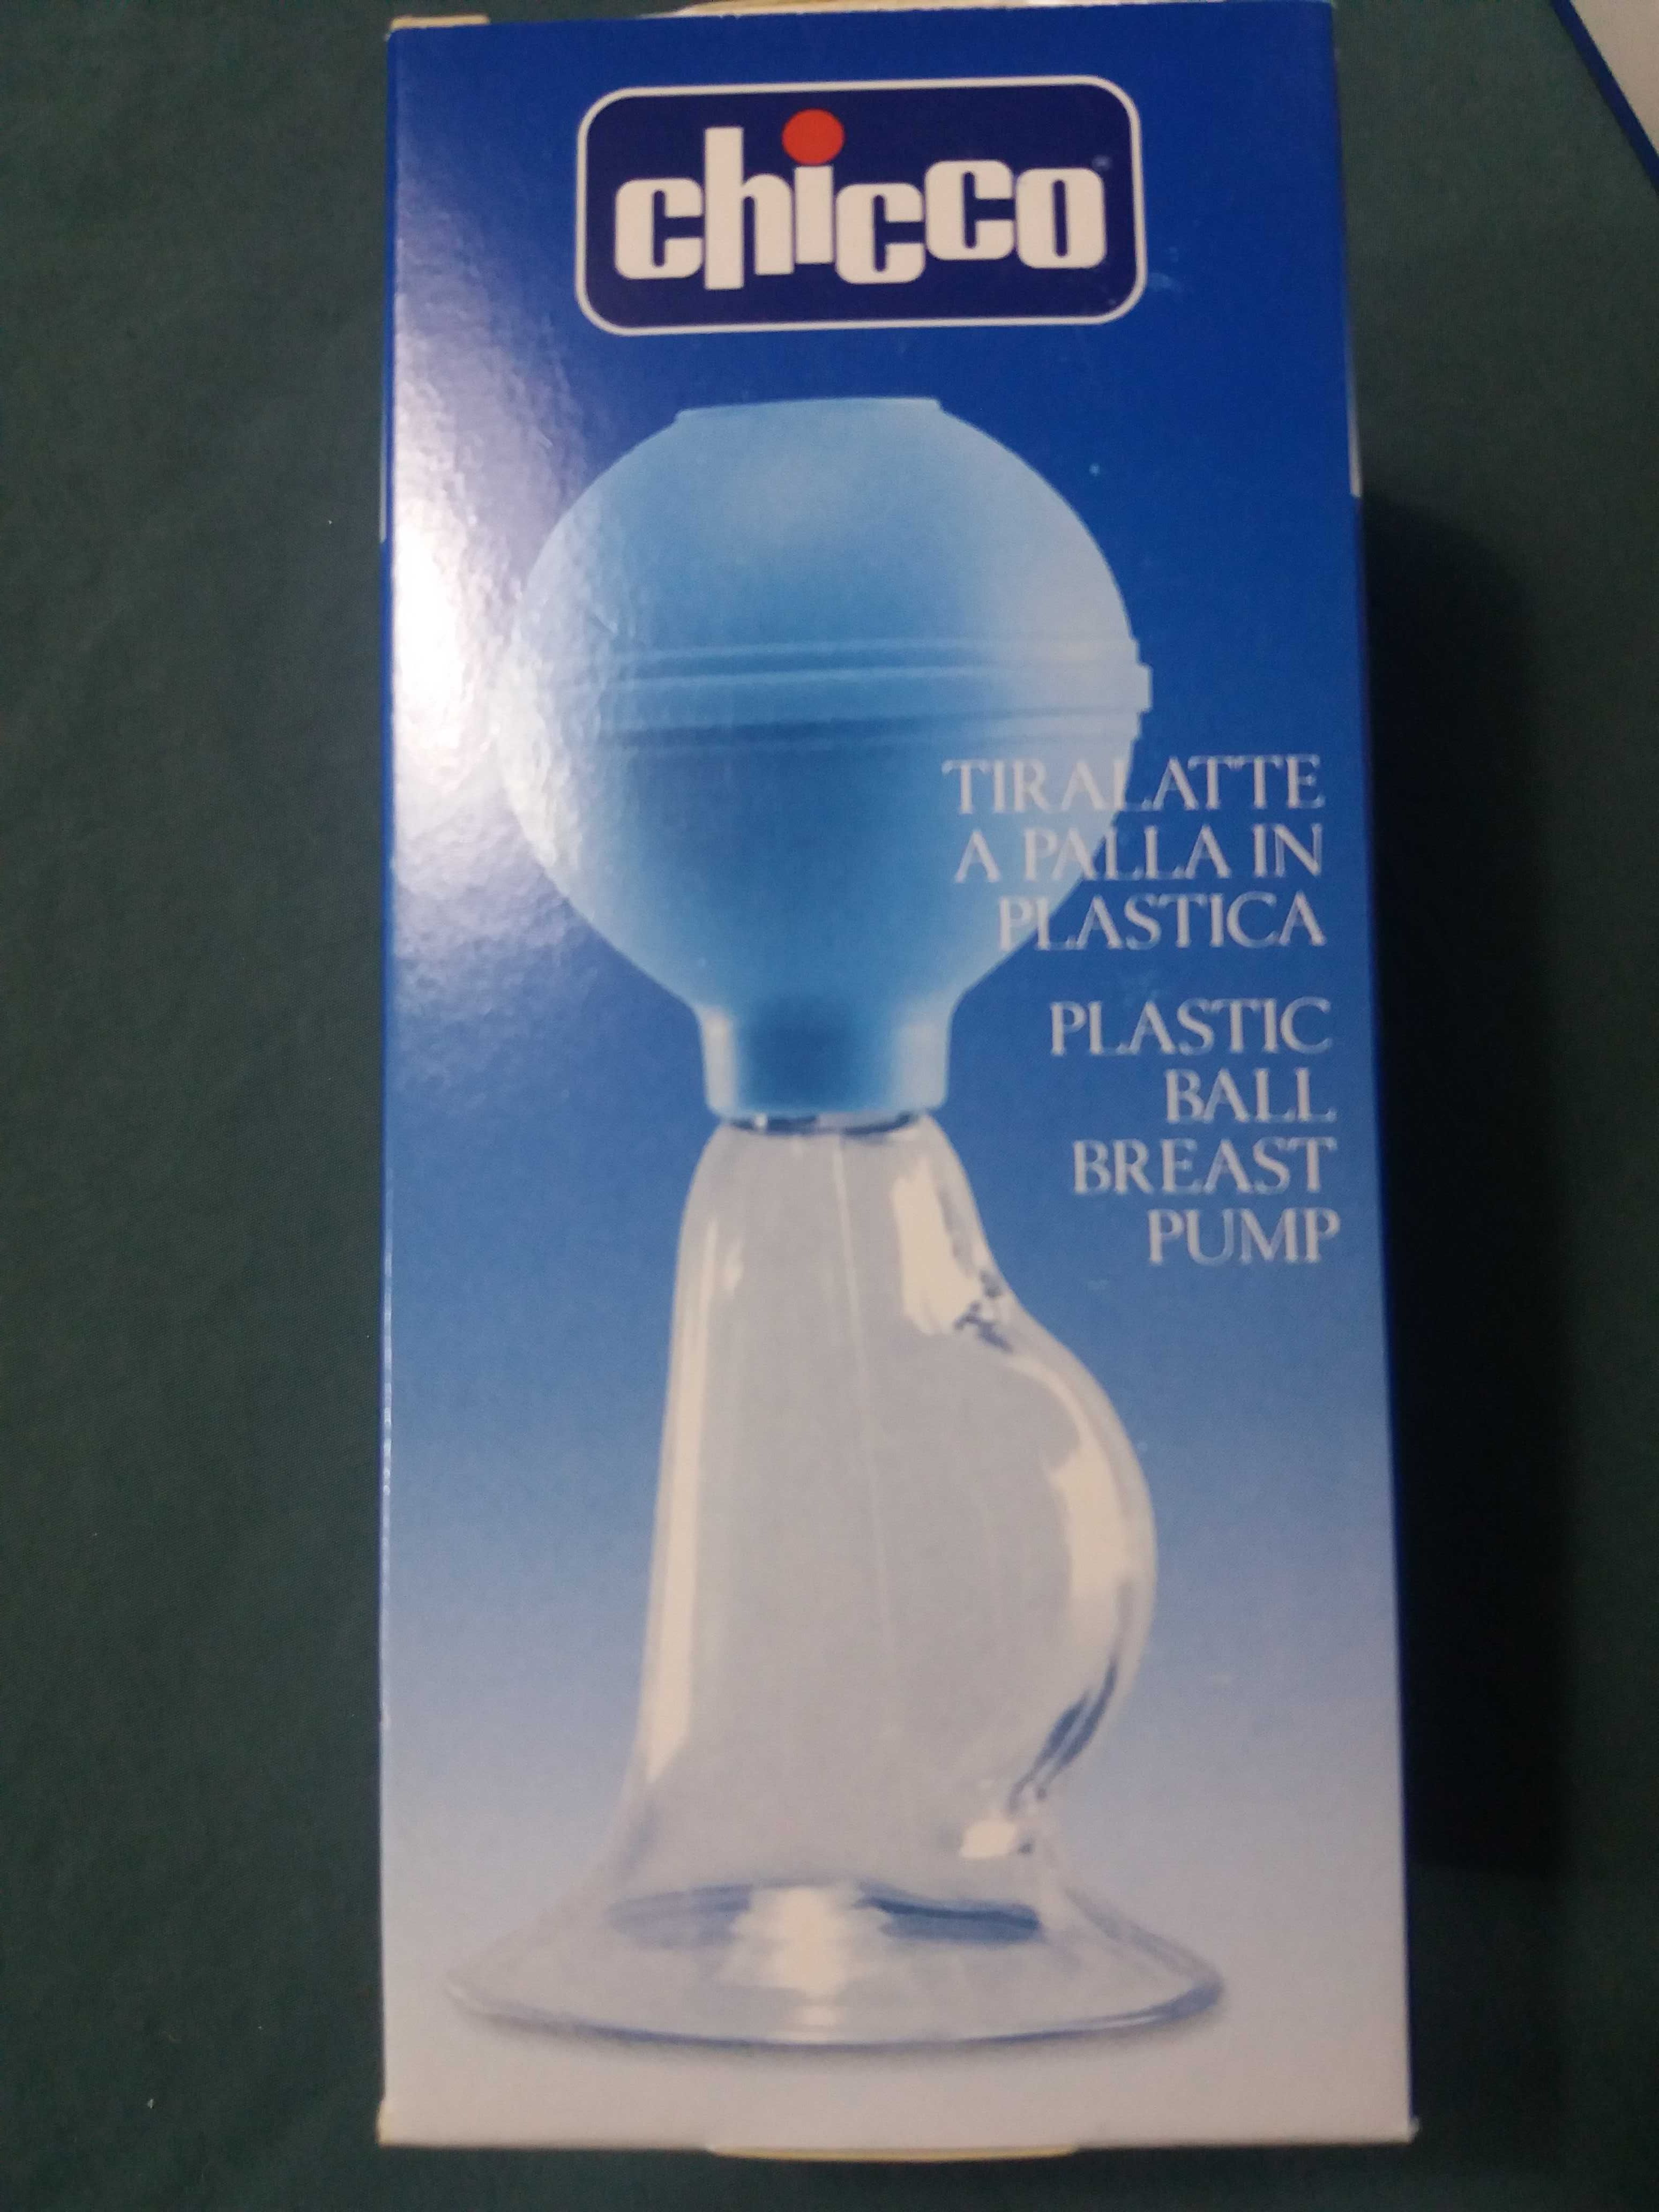 chicco
TIRALATTE
A PALLA IN
PLASTICA
PLASTIC
BALL
BREAST
PUMP